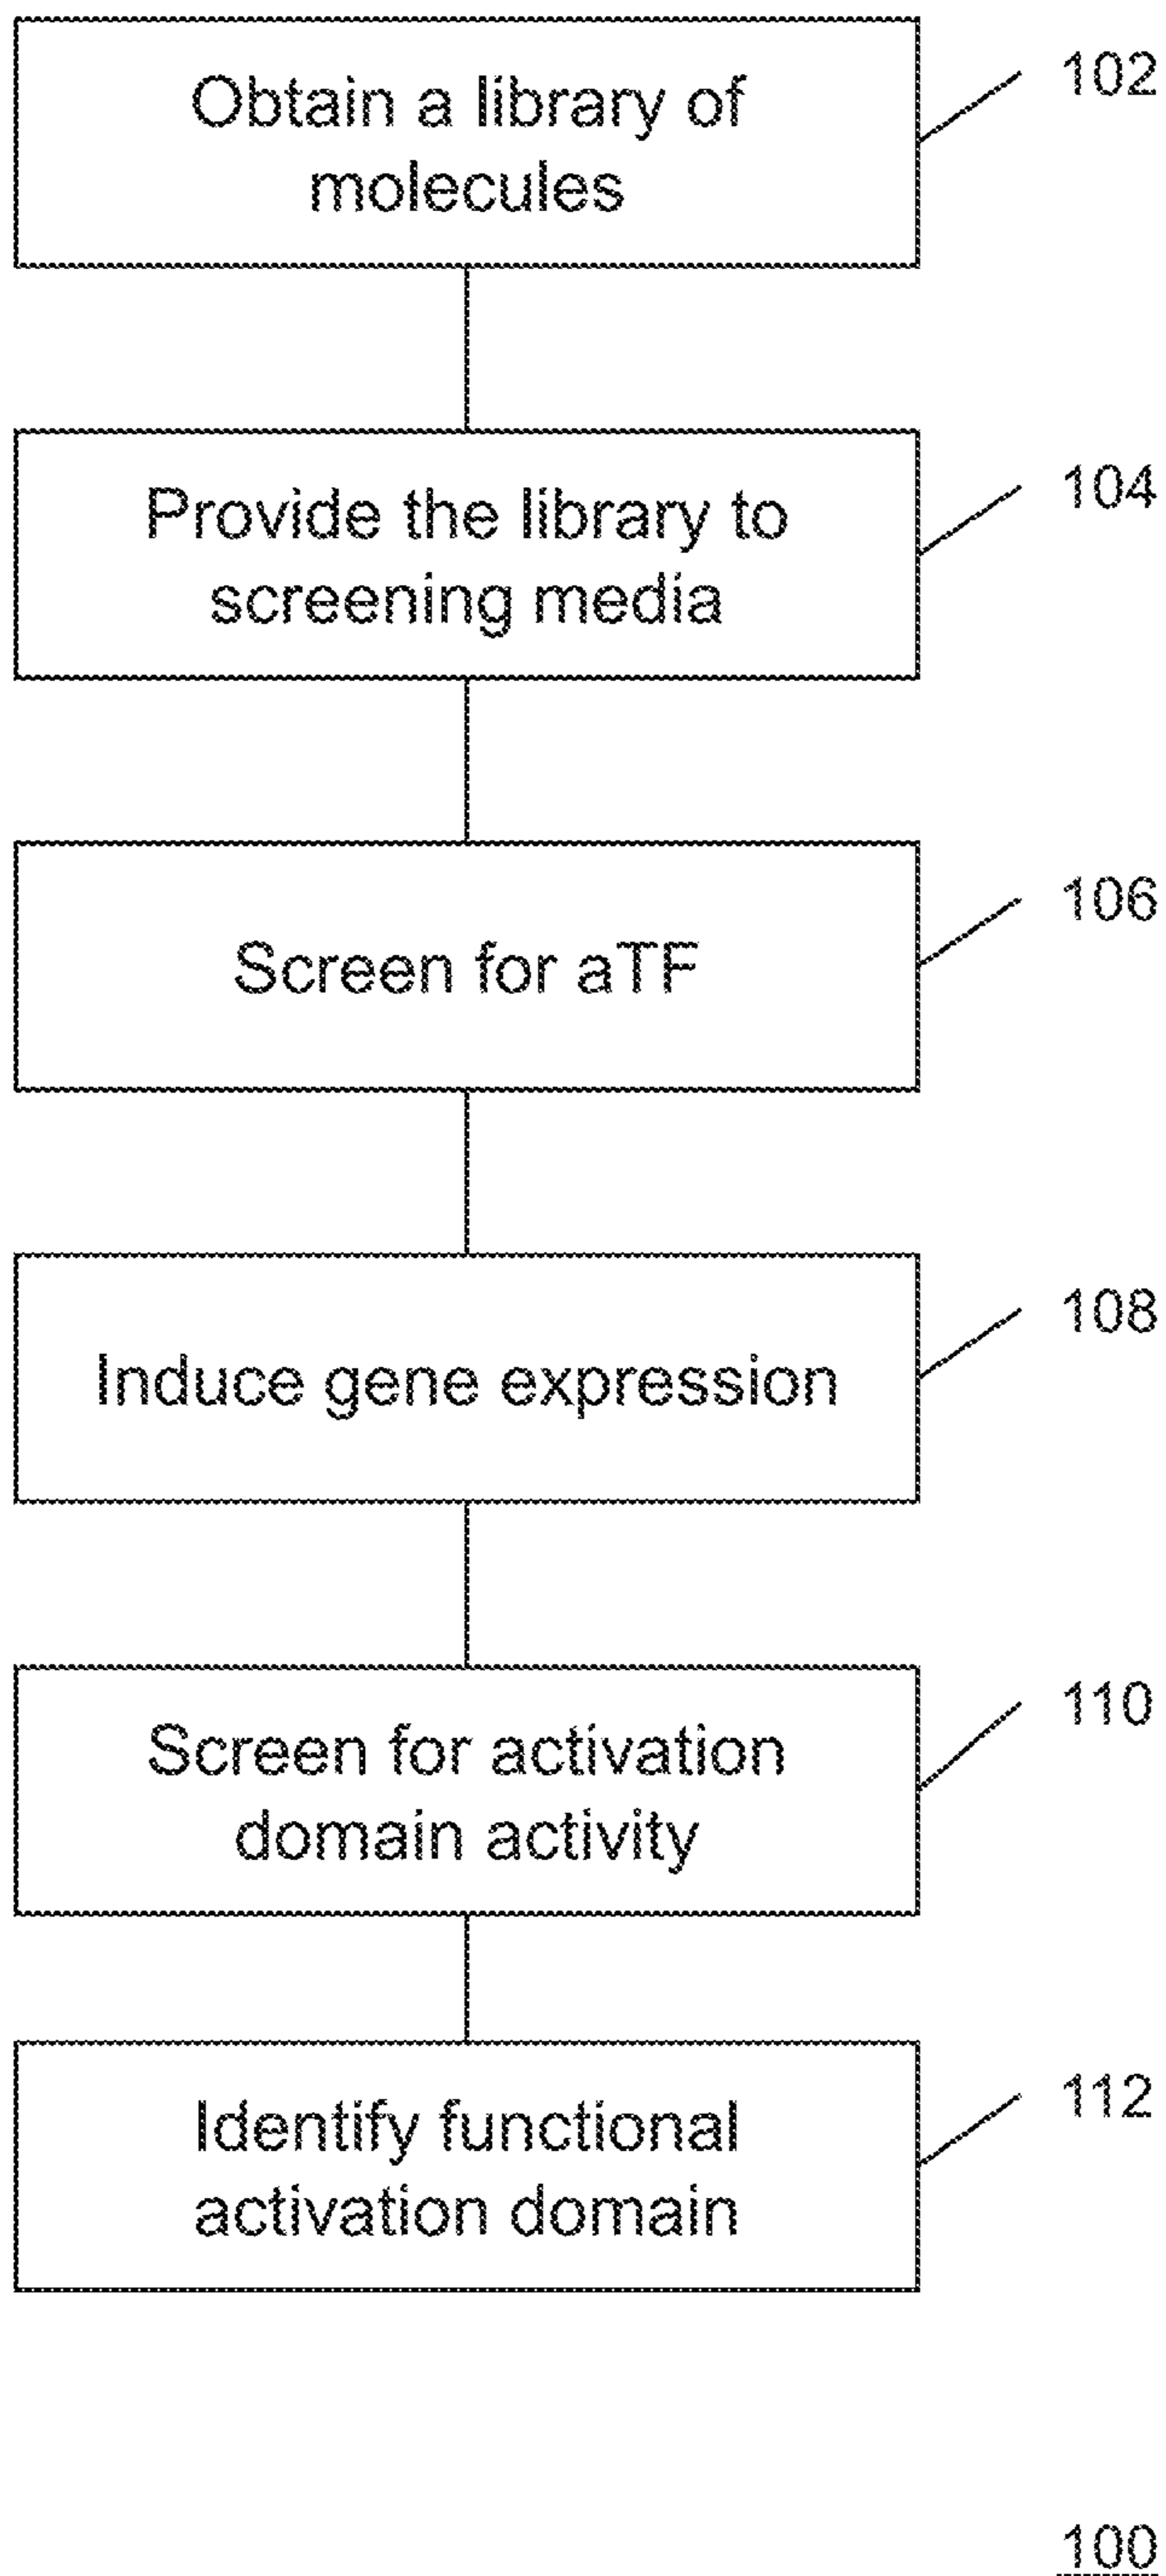 Obtain a library of
molecules
102
Provide the library to
screening media
104
Screen for aTF
106
Induce gene expression
108
Screen for activation
domain activity
110
Identify functional
activation domain
112
100